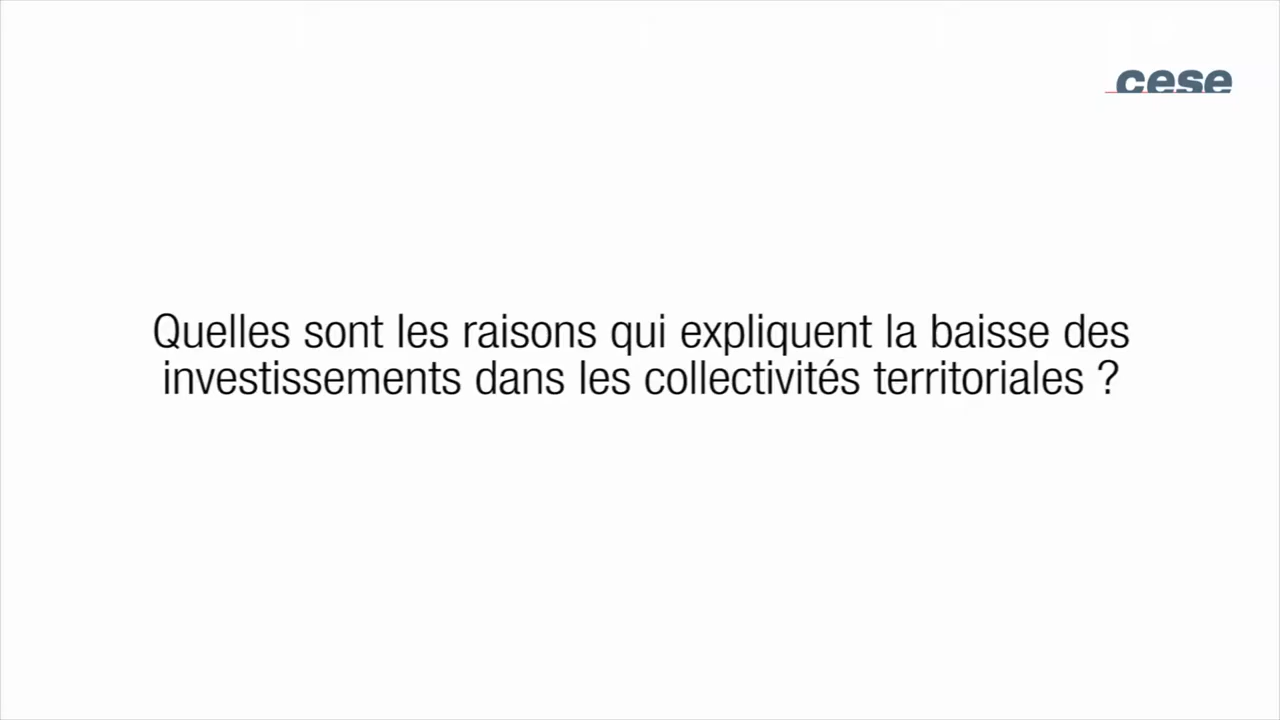 cese
Quelles sont les raisons qui expliquent la baisse des
investissements dans les collectivités territoriales ?